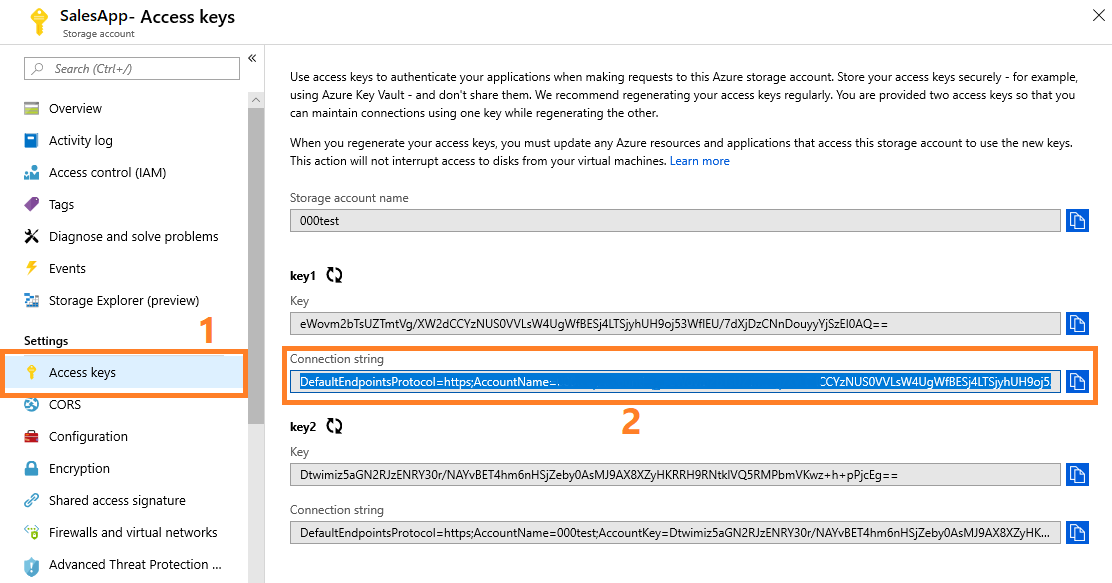 SalesApp- Access keys
Storage account
Search (Ctrl+/)
«
Overview
Activity log
Access control (IAM)
Tags
Diagnose and solve problems
Events
Storage Explorer (preview)
1
Settings
Access keys
CORS
Configuration
Encryption
Shared access signature
Firewalls and virtual networks
Advanced Threat Protection ...
Use access keys to authenticate your applications when making requests to this Azure storage account. Store your access keys securely - for example,
using Azure Key Vault - and don't share them. We recommend regenerating your access keys regularly. You are provided two access keys so that you
can maintain connections using one key while regenerating the other.
When you regenerate your access keys, you must update any Azure resources and applications that access this storage account to use the new keys.
This action will not interrupt access to disks from your virtual machines. Learn more
Storage account name
000test
key1
Key
eWovm2bTsUZTmtVg/XW2dCCYzNUS0VVLsW4UgWfBESj4LTSjyhUH9oj53WflEU/7dXjDzCNnDouyyYjSzEI0AQ==
Connection string
DefaultEndpointsProtocol=https;AccountName= CCYzNUS0VVLsW4UgWfBESj4LTSjyhUH9oj5
2
key2
Key
Dtwimiz5aGN2RJzENRY30r/NAYvBET4hm6nHSjZeby0AsMJ9AX8XZyHKRRH9RNtklVQ5RMPbmVKwz+h+pPjcEg==
Connection string
DefaultEndpointsProtocol=https;AccountName=000test;AccountKey=Dtwimiz5aGN2RJzENRY30r/NAYvBET4hm6nHSjZeby0AsMJ9AX8XZyHK...